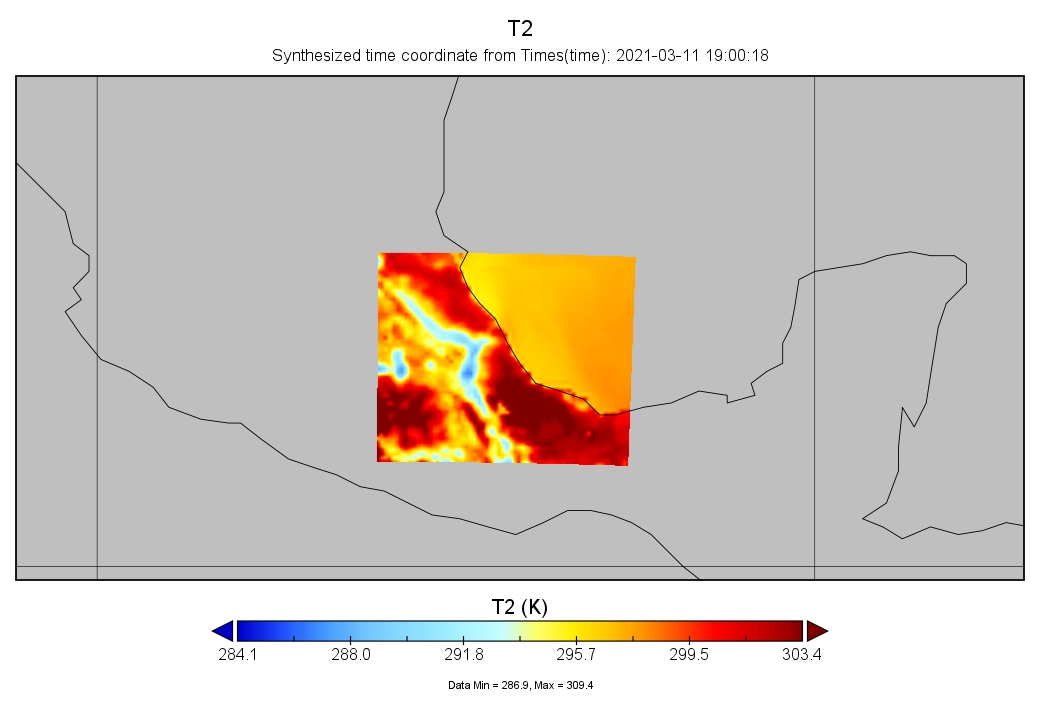 T2
Synthesized time coordinate from Times(time): 2021-03-11 19:00:18
T2 (K)
284.1 288.0 291.8 295.7 299.5 303.4
Data Min = 286.9, Max = 309.4